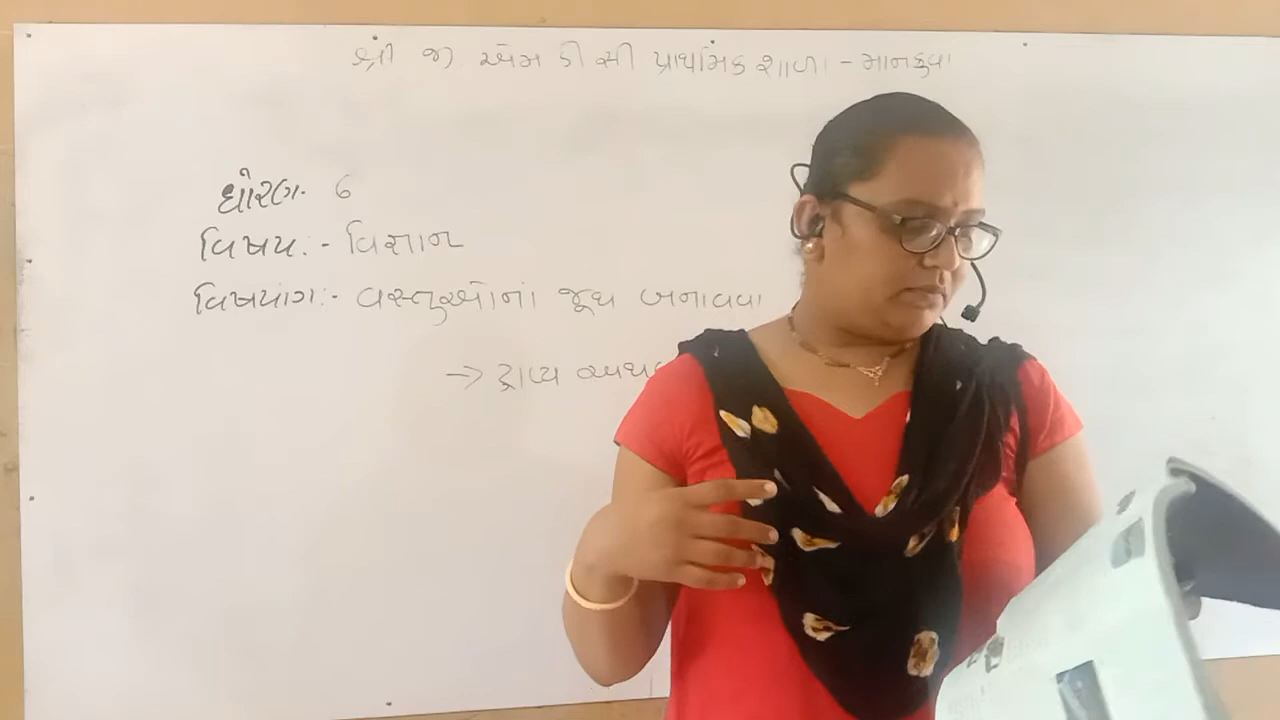 શ્રી જી એમ ડી સી પ્રાથમિક શાળા - માનકુવા
ધોરણ- 6
વિષય:- વિજ્ઞાન
વિષયાંગ:- વસ્તુઓનાં જૂથ બનાવવા
→ દ્રવ્ય